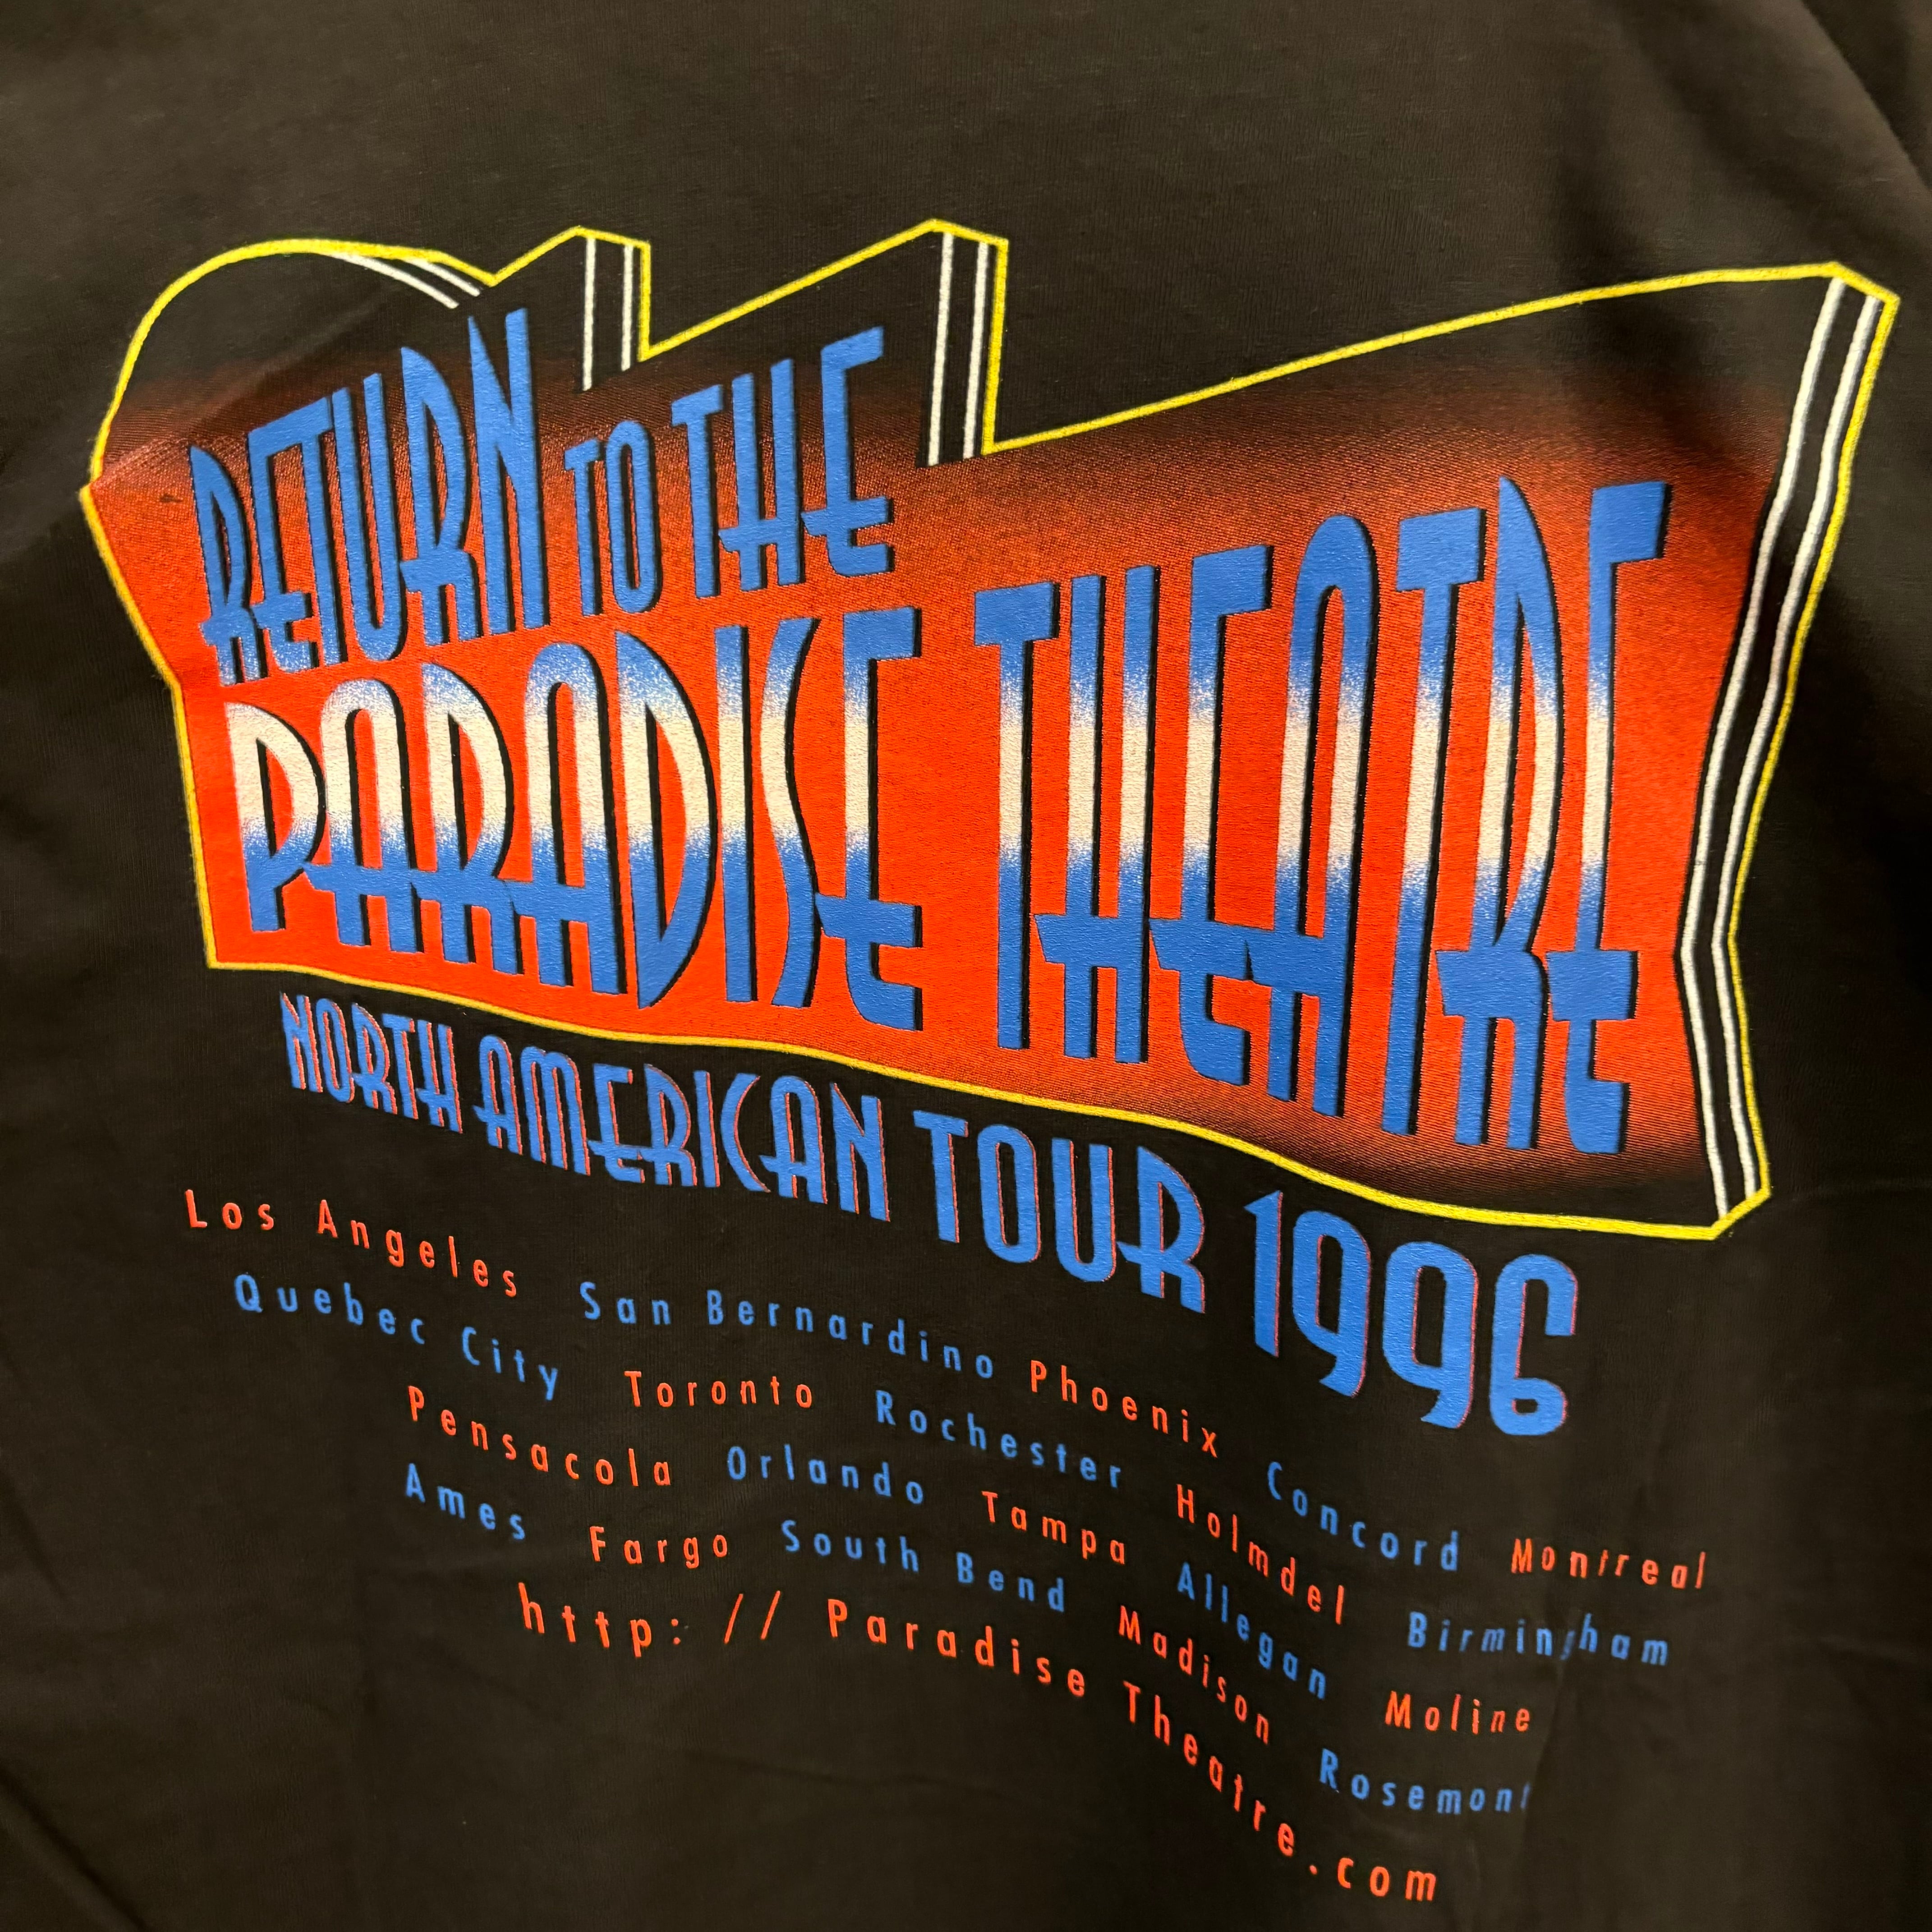 RETURN TO THE
PARADISE THEATRE
NORTH AMERICAN TOUR 1996
Los Angeles San Bernardino Phoenix Concord Montreal
Quebec City Toronto Rochester Holmdel Birmingham
Pensacola Orlando Tampa Allegan Moline
Ames Fargo South Bend Madison Rosemont
http: // Paradise Theatre.com